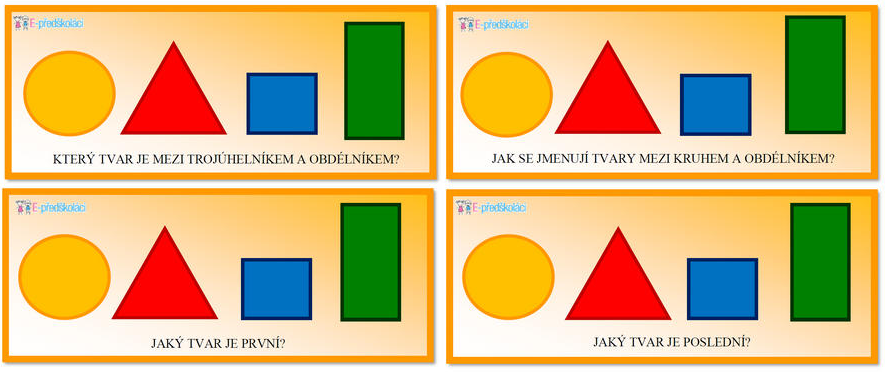 E-předškoláci
KTERÝ TVAR JE MEZI TROJÚHELNÍKEM A OBDÉLNÍKEM?
E-předškoláci
JAK SE JMENUJÍ TVARY MEZI KRUHEM A OBDÉLNÍKEM?
E-předškoláci
JAKÝ TVAR JE PRVNÍ?
E-předškoláci
JAKÝ TVAR JE POSLEDNÍ?